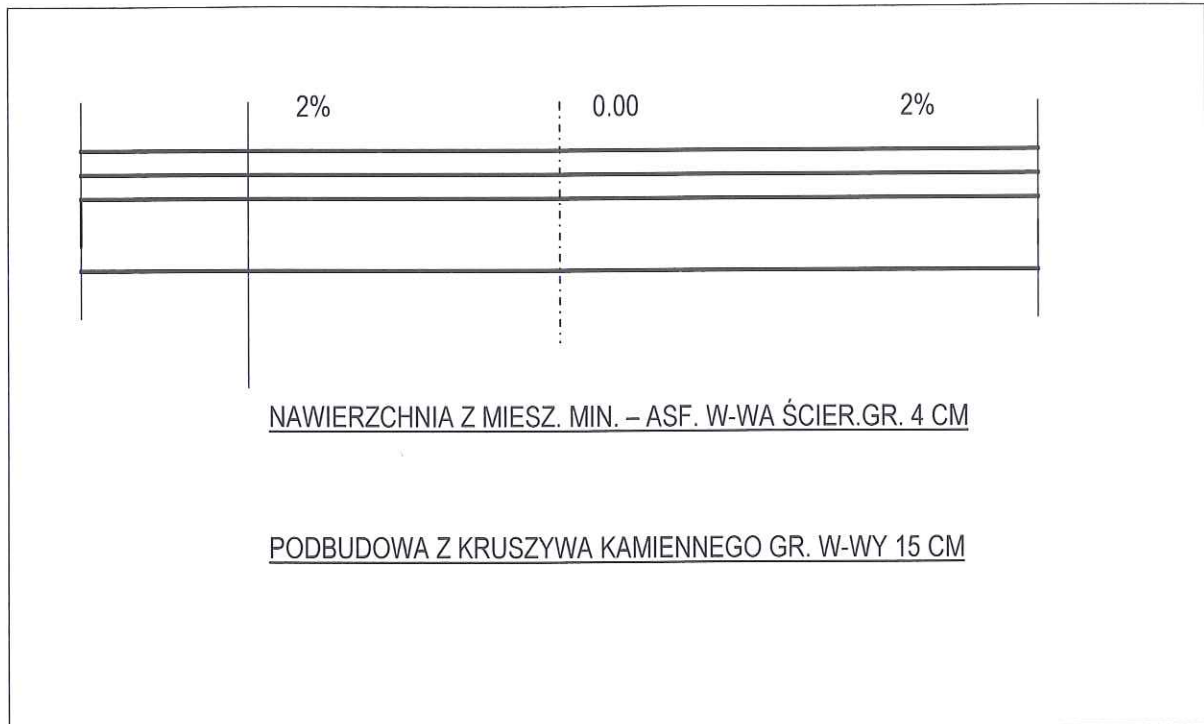 2% 0.00 2%
NAWIERZCHNIA Z MIESZ. MIN. – ASF. W-WA ŚCIER.GR. 4 CM
PODBUDOWA Z KRUSZYWA KAMIENNEGO GR. W-WY 15 CM